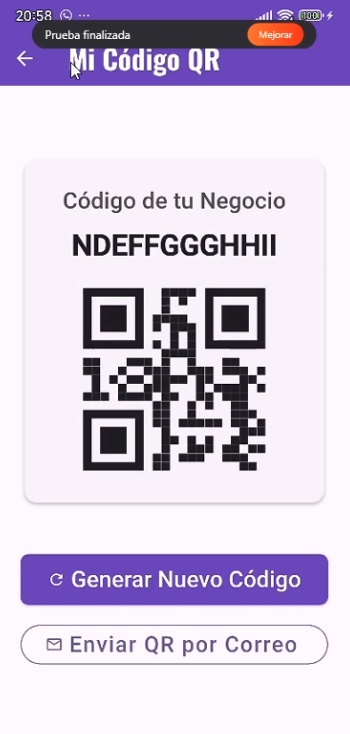 20:58
Prueba finalizada
Mejorar
Mi Código QR
Código de tu Negocio
NDEFFGGGHHII
Generar Nuevo Código
Enviar QR por Correo